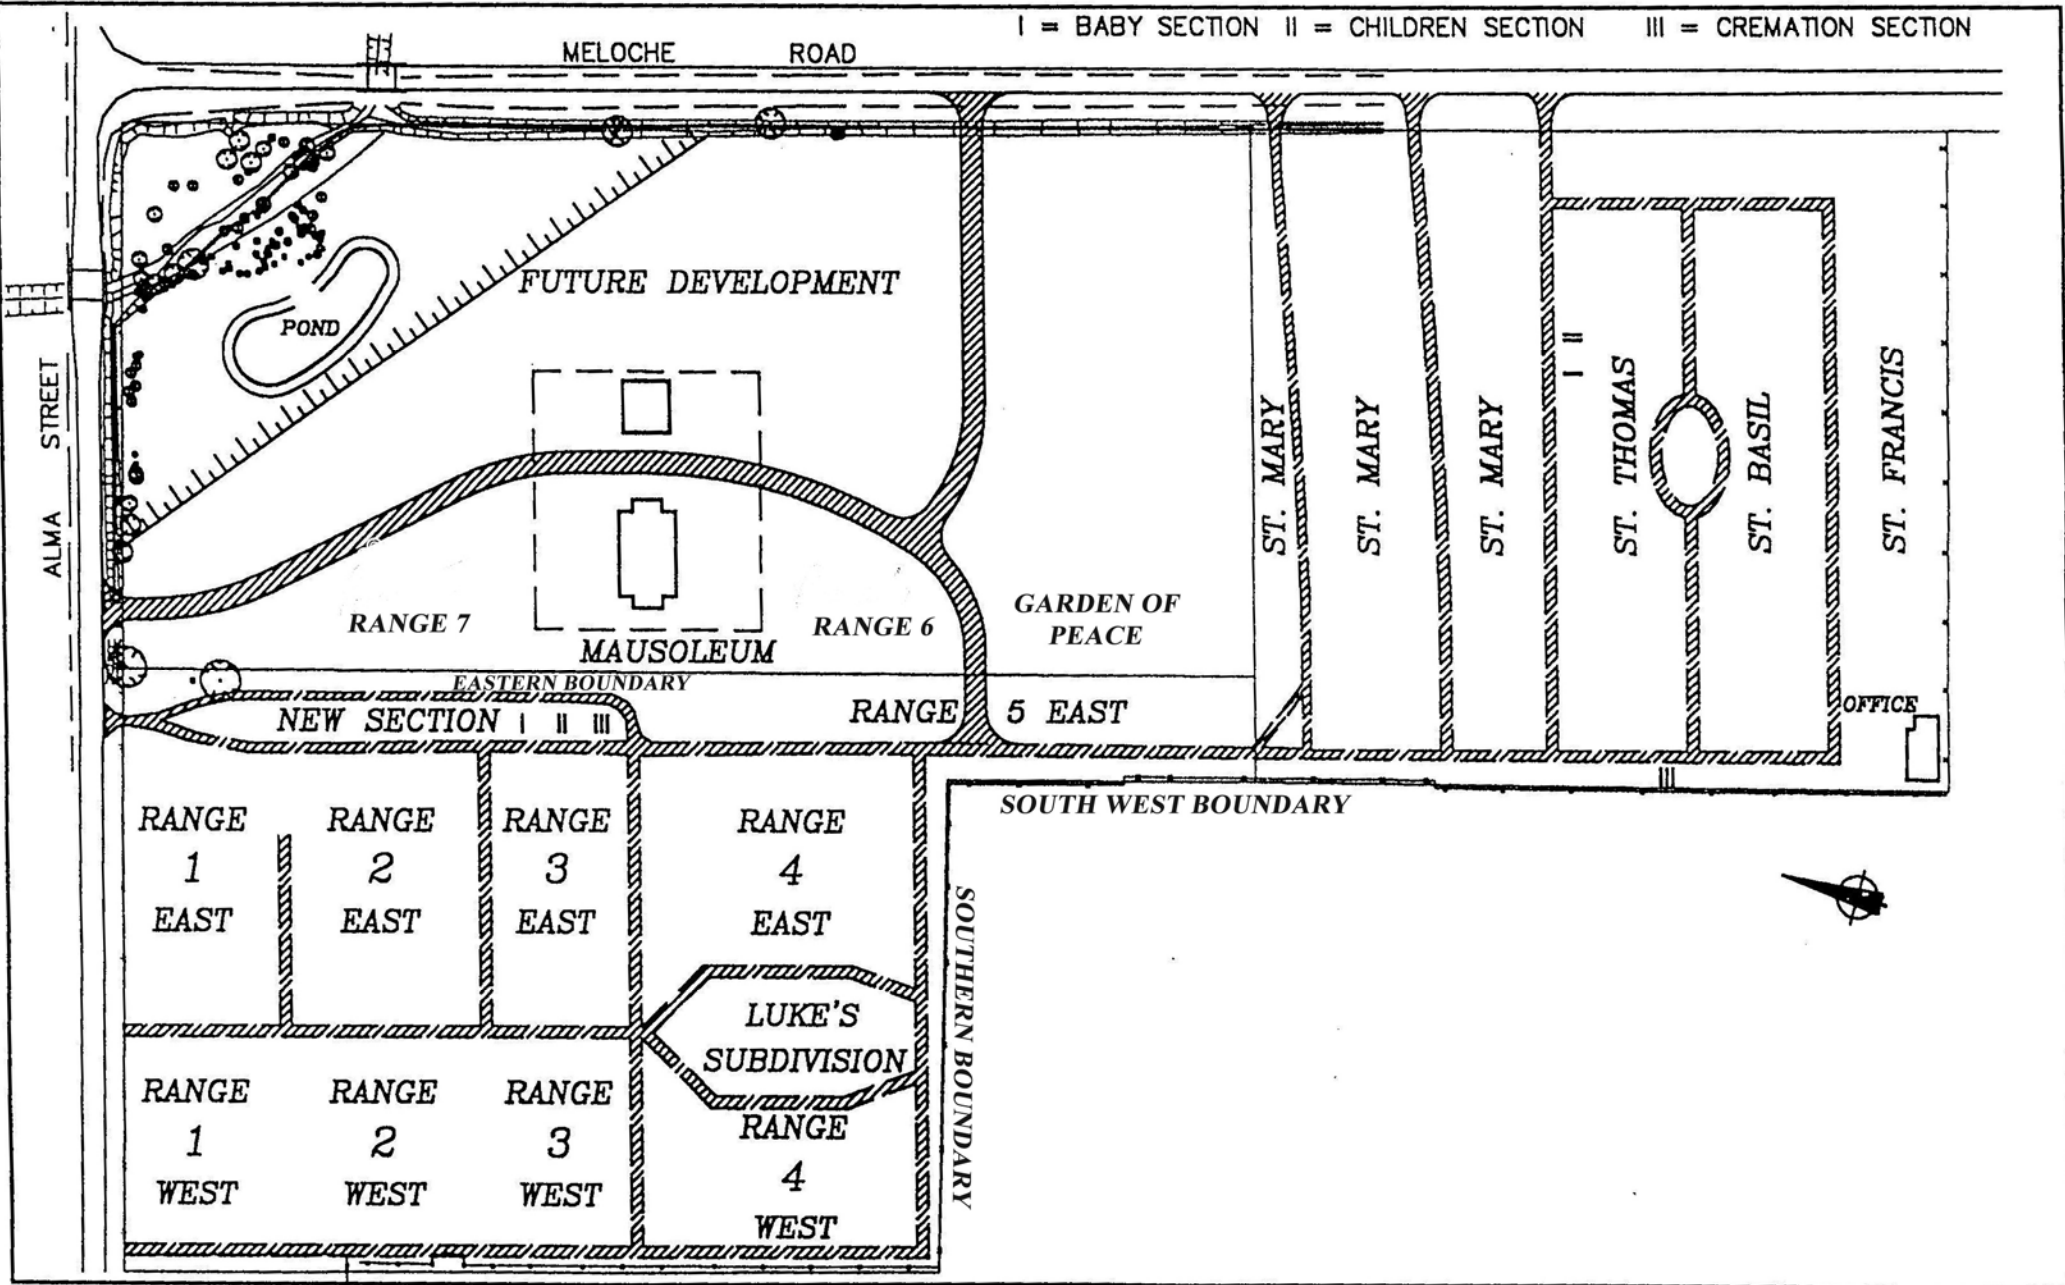 I = BABY SECTION II = CHILDREN SECTION III = CREMATION SECTION
MELOCHE ROAD
ALMA STREET
POND
FUTURE DEVELOPMENT
MAUSOLEUM
RANGE 7
RANGE 6
GARDEN OF
PEACE
EASTERN BOUNDARY
NEW SECTION I II III
RANGE 5 EAST
ST. MARY
ST. MARY
ST. MARY
II
I
ST. THOMAS
ST. BASIL
ST. FRANCIS
OFFICE
III
SOUTH WEST BOUNDARY
SOUTHERN BOUNDARY
RANGE
1
EAST
RANGE
2
EAST
RANGE
3
EAST
RANGE
4
EAST
LUKE'S
SUBDIVISION
RANGE
1
WEST
RANGE
2
WEST
RANGE
3
WEST
RANGE
4
WEST